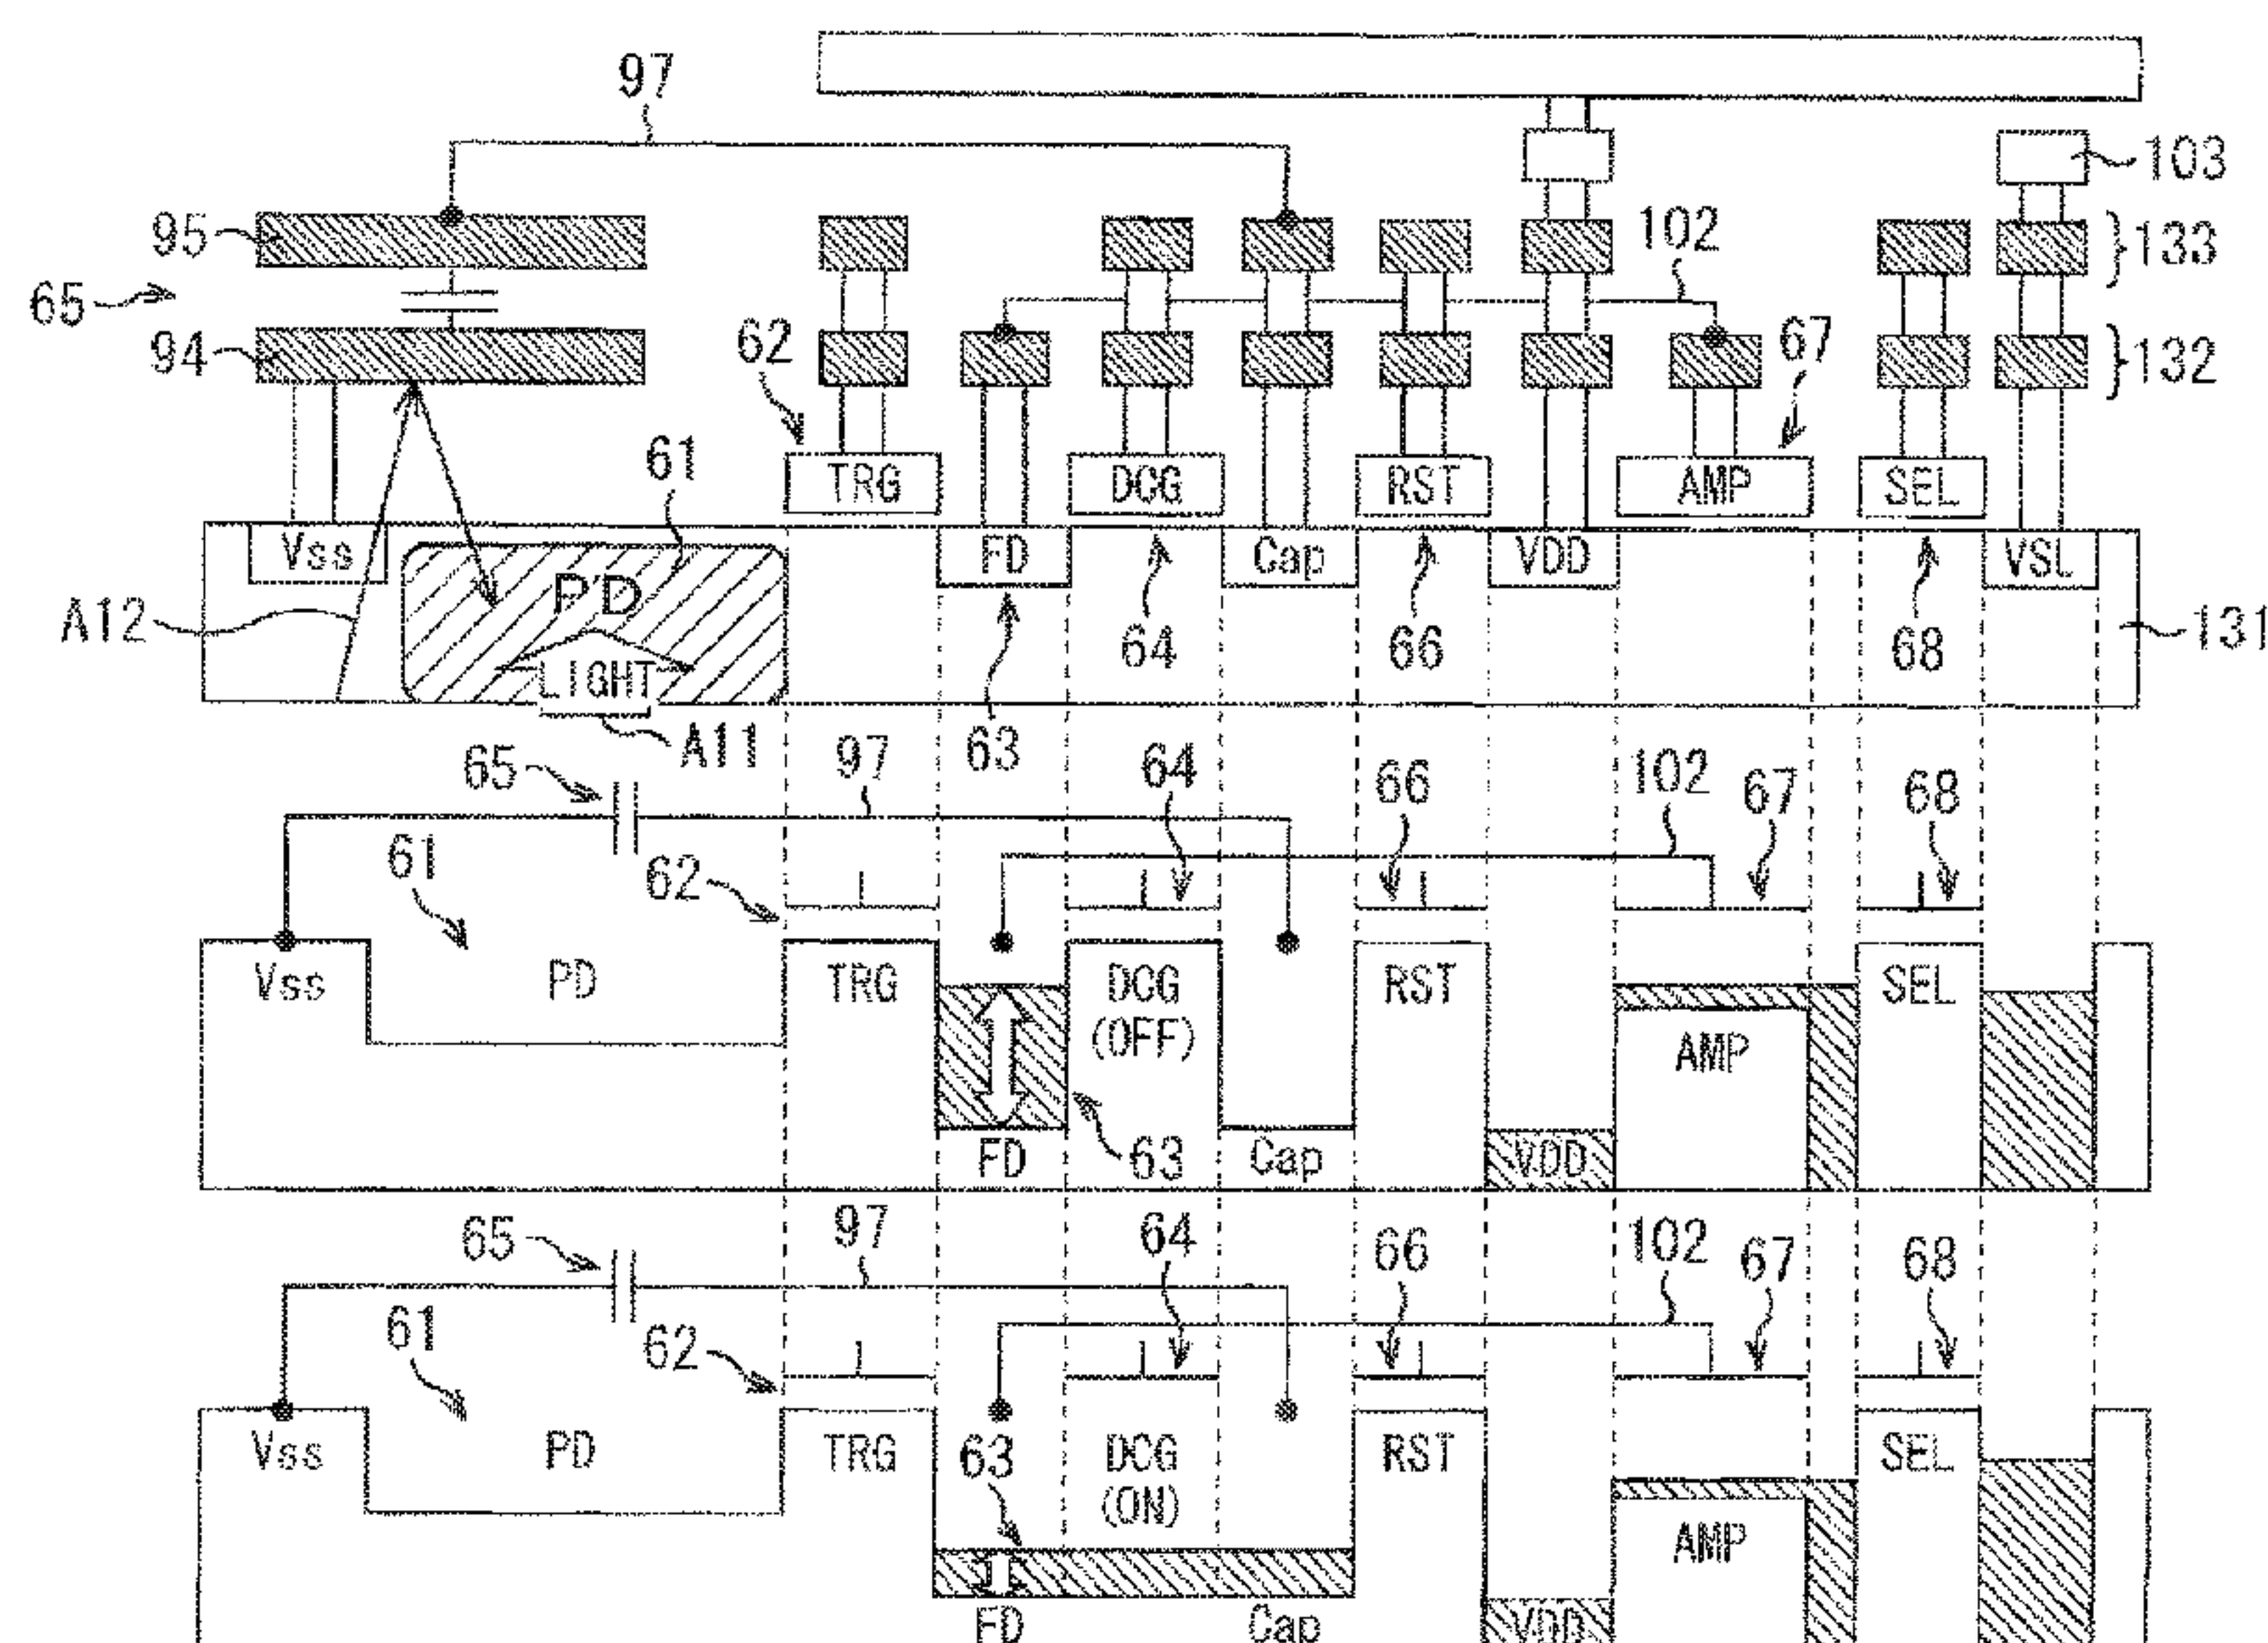 97
95
103
102
133
65
94
62
67
132
61
TRG
DCG
RST
AMP
SEL
Vss
FD
Cap
VDD
VSL
PD
A12
LIGHT
64
66
68
131
63
A11
65
97
64
66
102
67
68
61
62
Vss
PD
TRG
DCG
(OFF)
RST
SEL
AMP
FD
63
Cap
VDD
65
97
64
66
102
67
68
61
62
Vss
PD
TRG
63
DCG
(ON)
RST
SEL
AMP
FD
Cap
VDD